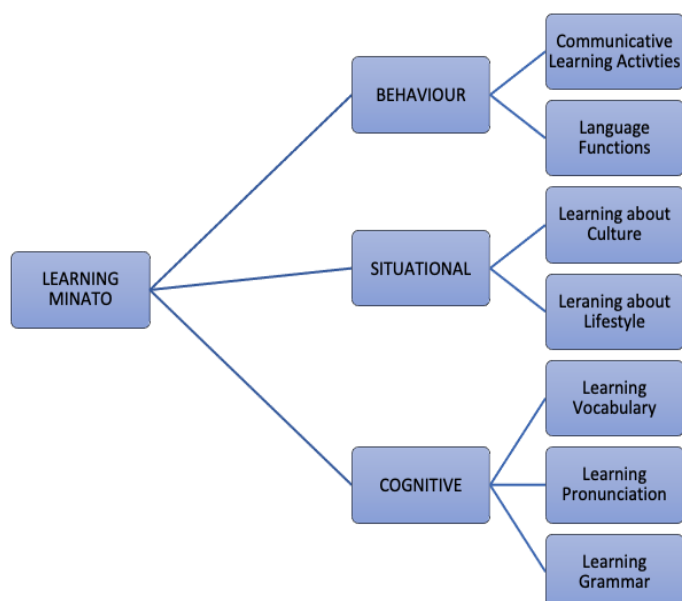 Communicative
Learning Activties
BEHAVIOUR
Language
Functions
Learning about
Culture
LEARNING
MINATO
SITUATIONAL
Leraning about
Lifestyle
Learning
Vocabulary
COGNITIVE
Learning
Pronunciation
Learning
Grammar